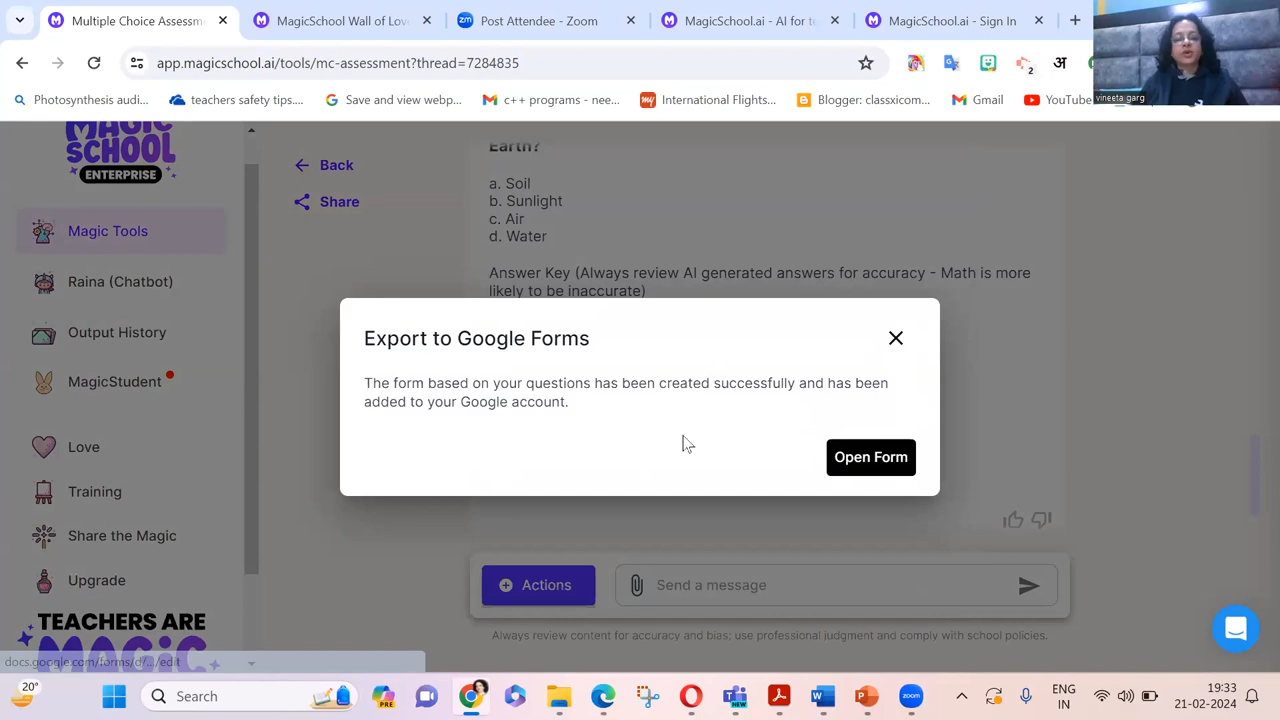 Multiple Choice Assessm
MagicSchool Wall of Love
Post Attendee - Zoom
MagicSchool.ai - AI for te
MagicSchool.ai - Sign In
app.magicschool.ai/tools/mc-assessment?thread=7284835
2
अ
vineeta garg
Photosynthesis audi...
teachers safety tips....
Save and view webp...
c++ programs - nee...
International Flights...
Blogger:classxicom...
Gmail
YouTube
MAGIC
SCHOOL
ENTERPRISE
Magic Tools
Raina (Chatbot)
Output History
MagicStudent
Love
Training
Share the Magic
Upgrade
TEACHERS ARE
MAGIC
docs.google.com/forms/d/.../edit
Back
Share
Earth?
a. Soil
b. Sunlight
c. Air
d. Water
Answer Key (Always review AI generated answers for accuracy - Math is more
likely to be inaccurate)
Export to Google Forms
The form based on your questions has been created successfully and has been
added to your Google account.
Open Form
Actions
Send a message
Always review content for accuracy and bias; use professional judgment and comply with school policies.
20°
Search
PRE
NEW
zoom
ENG
IN
19:33
21-02-2024